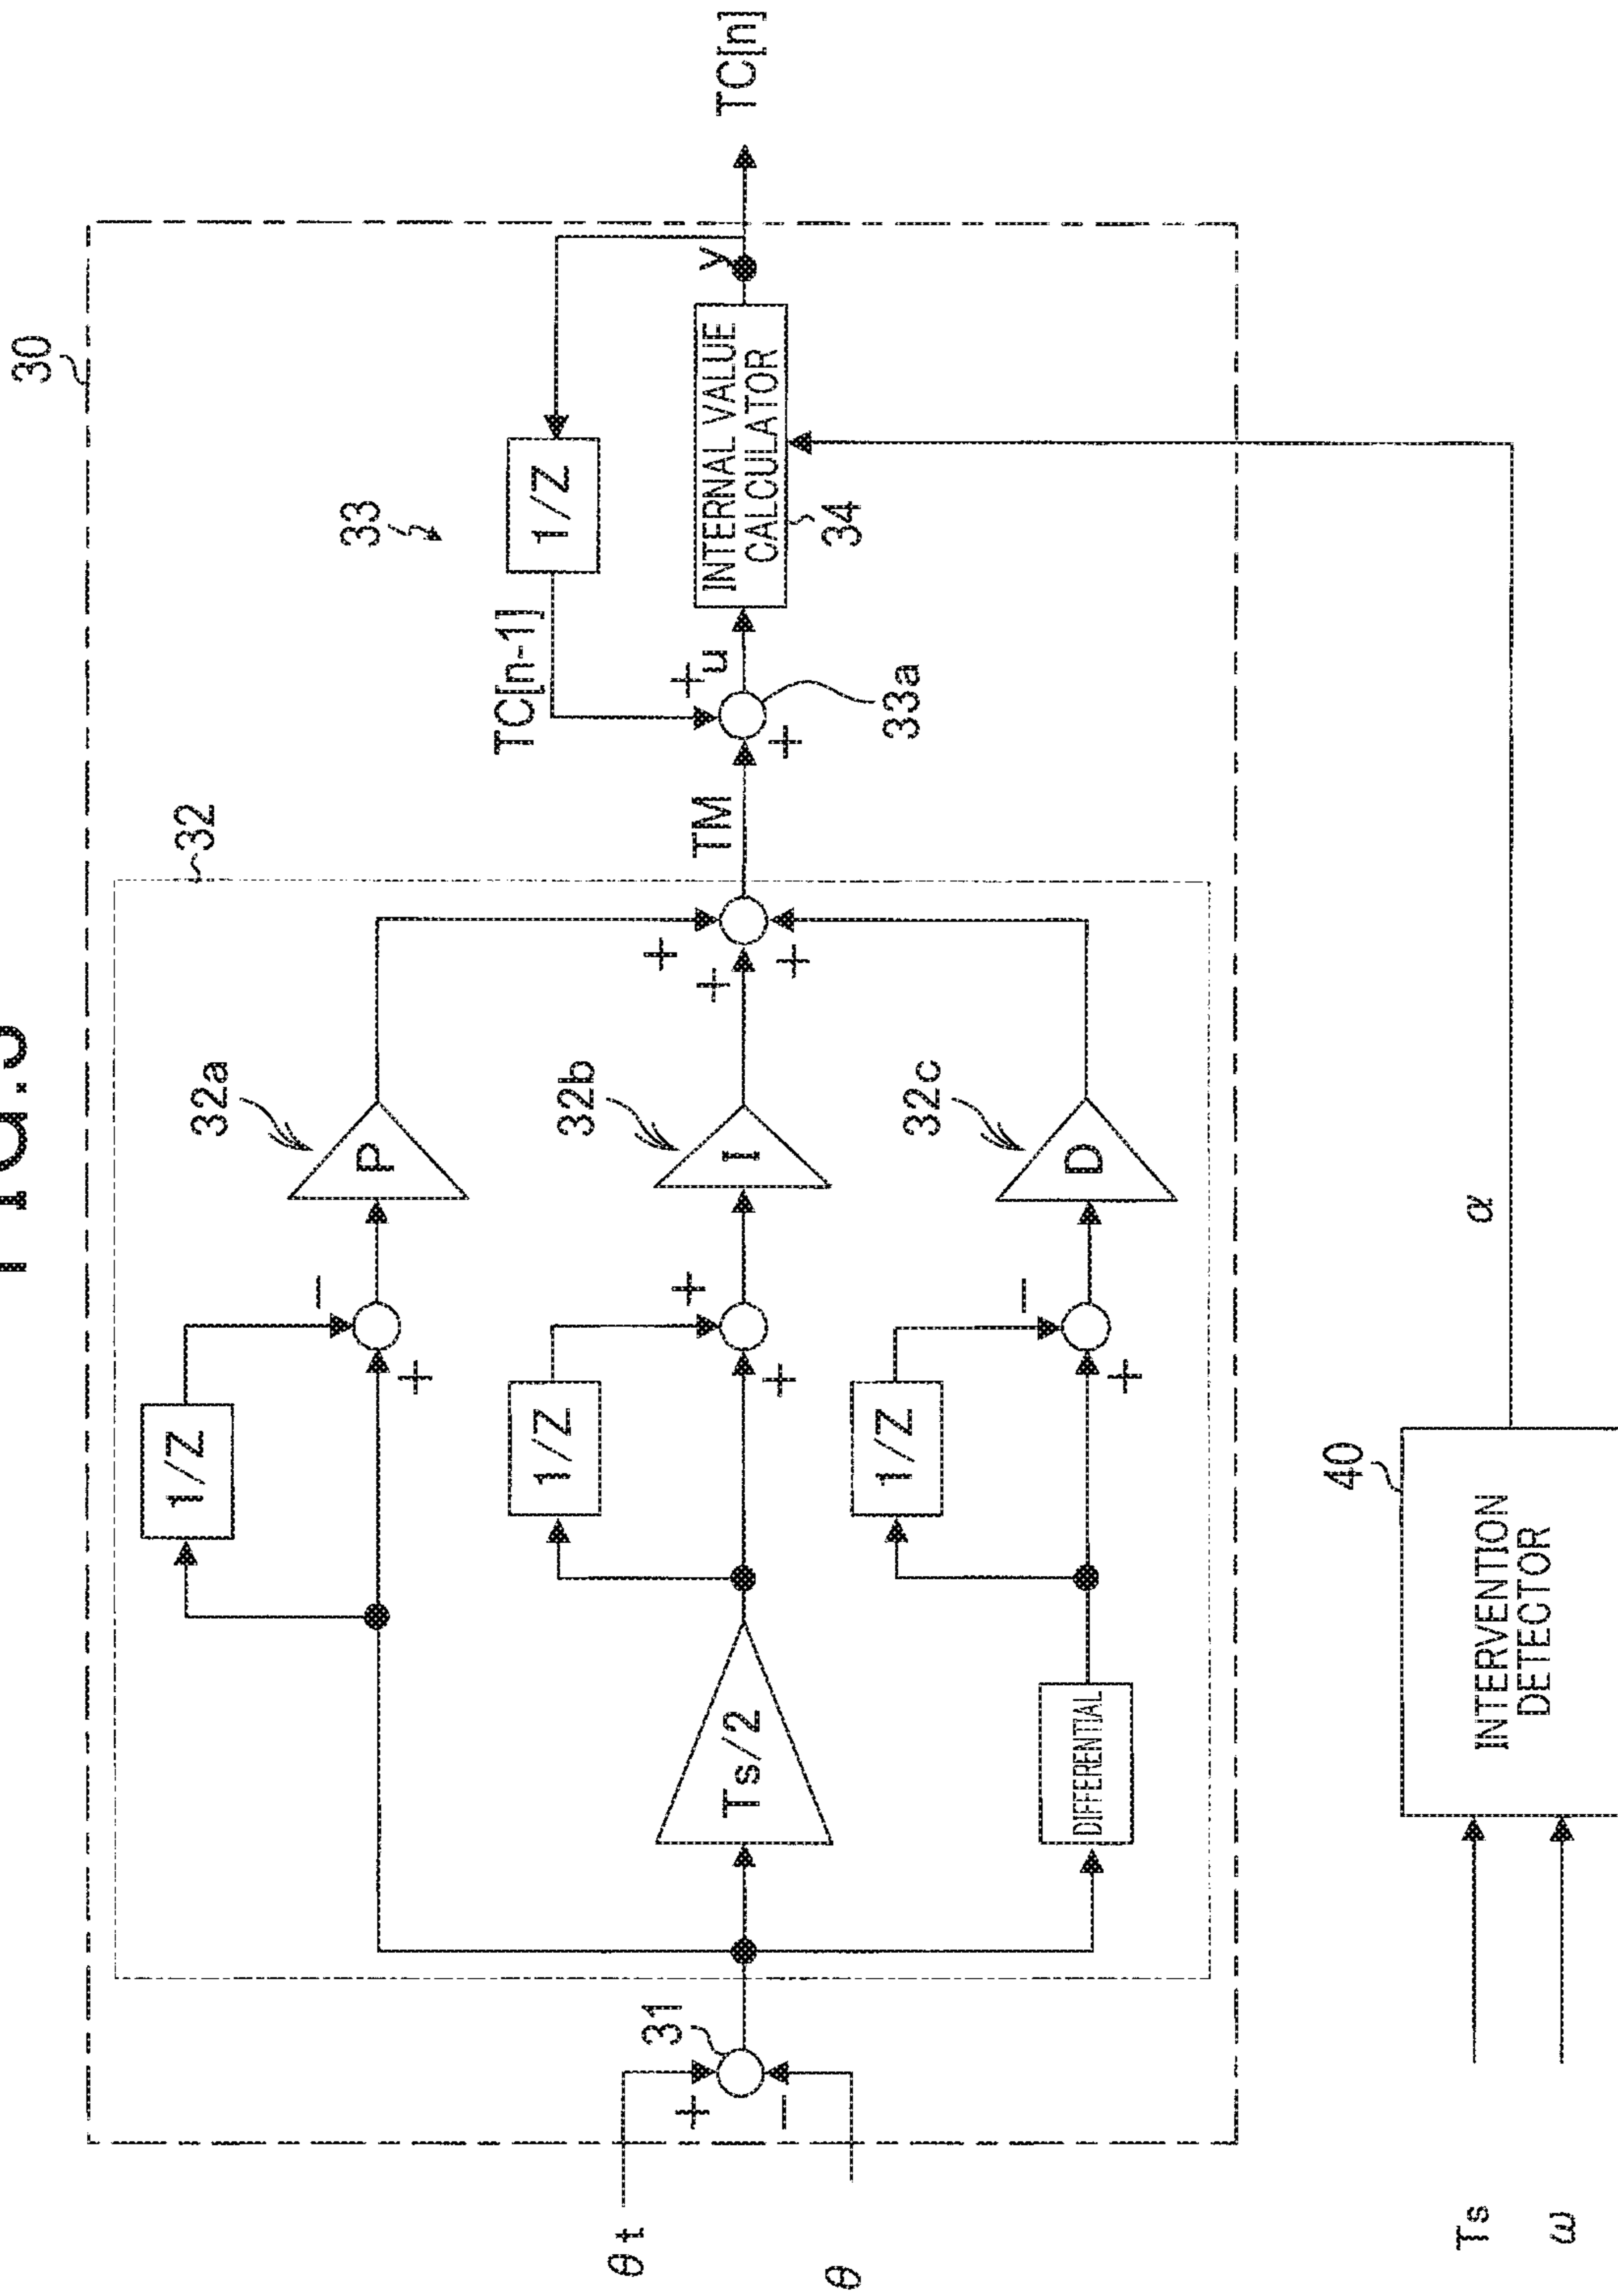 30
32
33
1/Z
TC[n-1]
TC[n]
θt
θ
+
−
31
1/Z
−
+
32a
P
Ts/2
1/Z
+
+
32b
I
DIFFERENTIAL
1/Z
−
+
32c
D
+
+
+
TM
+
+
u
33a
INTERNAL VALUE
CALCULATOR
34
y
Ts
ω
40
INTERVENTION
DETECTOR
α